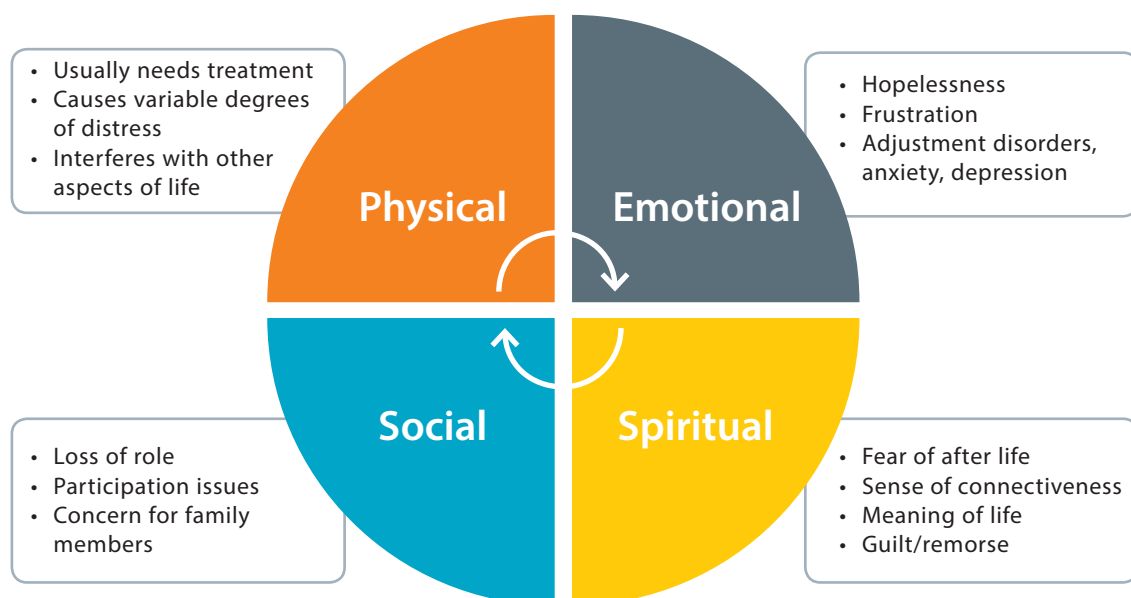 • Usually needs treatment
• Causes variable degrees
of distress
• Interferes with other
aspects of life
Physical
Emotional
• Hopelessness
• Frustration
• Adjustment disorders,
anxiety, depression
Social
Spiritual
• Loss of role
• Participation issues
• Concern for family
members
• Fear of after life
• Sense of connectiveness
• Meaning of life
• Guilt/remorse